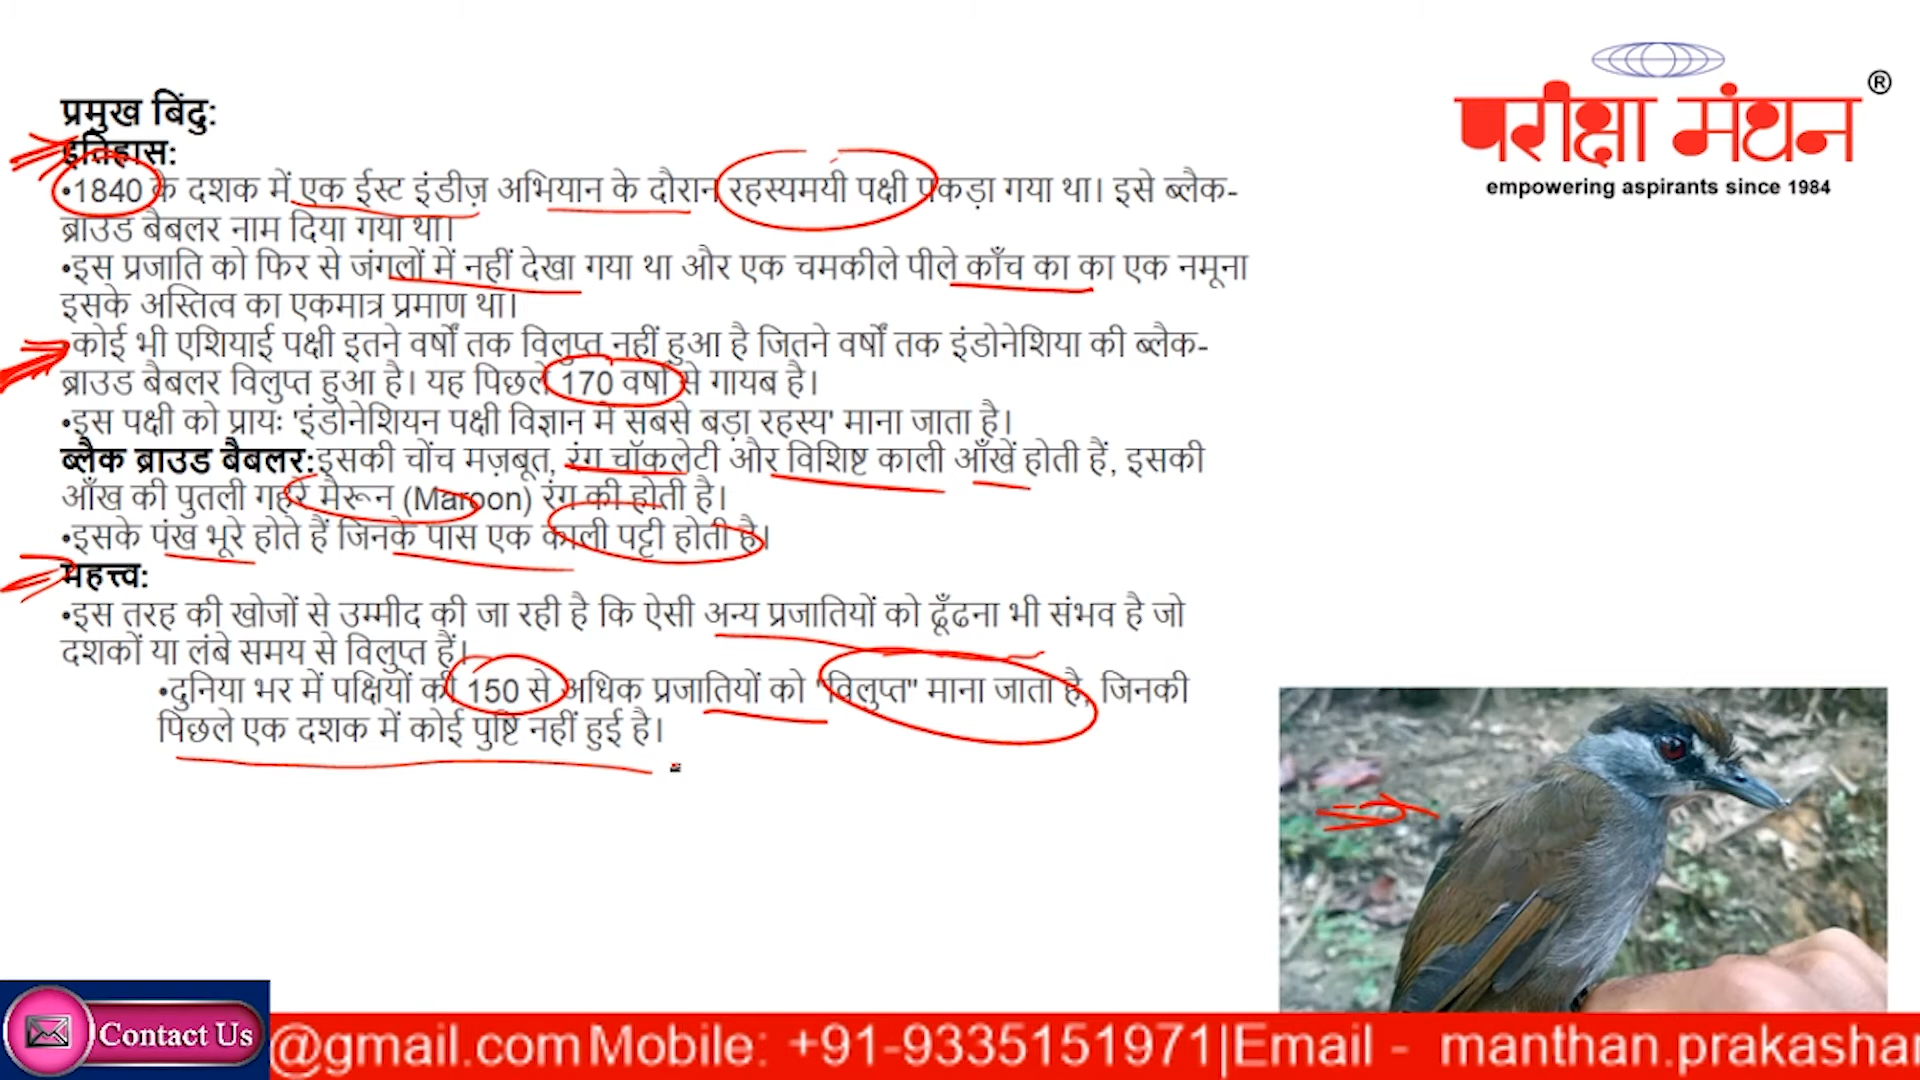 परीक्षा मंथन®
empowering aspirants since 1984
प्रमुख बिंदु:
इतिहास:
•1840 के दशक में एक ईस्ट इंडीज़ अभियान के दौरान रहस्यमयी पक्षी पकड़ा गया था। इसे ब्लैक-
ब्राउड बैबलर नाम दिया गया था।
•इस प्रजाति को फिर से जंगलों में नहीं देखा गया था और एक चमकीले पीले काँच का का एक नमूना
इसके अस्तित्व का एकमात्र प्रमाण था।
•कोई भी एशियाई पक्षी इतने वर्षों तक विलुप्त नहीं हुआ है जितने वर्षों तक इंडोनेशिया की ब्लैक-
ब्राउड बैबलर विलुप्त हुआ है। यह पिछले 170 वर्षों से गायब है।
•इस पक्षी को प्रायः 'इंडोनेशियन पक्षी विज्ञान में सबसे बड़ा रहस्य' माना जाता है।
ब्लैक ब्राउड बैबलर:इसकी चोंच मज़बूत, रंग चॉकलेटी और विशिष्ट काली आँखें होती हैं, इसकी
आँख की पुतली गहरे मैरून (Maroon) रंग की होती है।
•इसके पंख भूरे होते हैं जिनके पास एक काली पट्टी होती है।
महत्त्व:
•इस तरह की खोजों से उम्मीद की जा रही है कि ऐसी अन्य प्रजातियों को ढूँढना भी संभव है जो
दशकों या लंबे समय से विलुप्त हैं।
•दुनिया भर में पक्षियों की 150 से अधिक प्रजातियों को "विलुप्त" माना जाता है, जिनकी
पिछले एक दशक में कोई पुष्टि नहीं हुई है।
Contact Us
@gmail.com Mobile: +91-9335151971|Email - manthan.prakashan